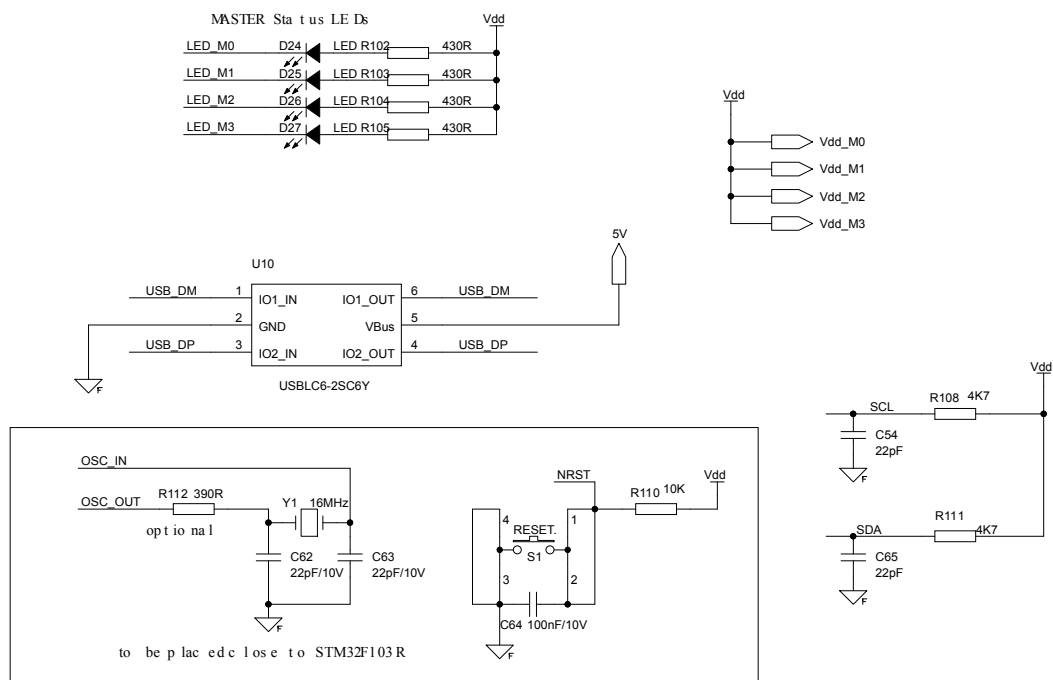 MASTER Status LEDs
Vdd
LED_M0 D24 LED R102 430R
LED_M1 D25 LED R103 430R
LED_M2 D26 LED R104 430R
LED_M3 D27 LED R105 430R
Vdd
Vdd_M0
Vdd_M1
Vdd_M2
Vdd_M3
5V
U10
USB_DM 1 IO1_IN IO1_OUT 6 USB_DM
2 GND VBus 5
USB_DP 3 IO2_IN IO2_OUT 4 USB_DP
F
USBLC6-2SC6Y
Vdd
SCL R108 4K7
C54
22pF
F
SDA R111 4K7
C65
22pF
F
OSC_IN
OSC_OUT R112 390R Y1 16MHz
optional
C62
22pF/10V
C63
22pF/10V
F
NRST
R110 10K
Vdd
4 1
RESET.
S1
3 2
C64 100nF/10V
F
to be placed close to STM32F103R